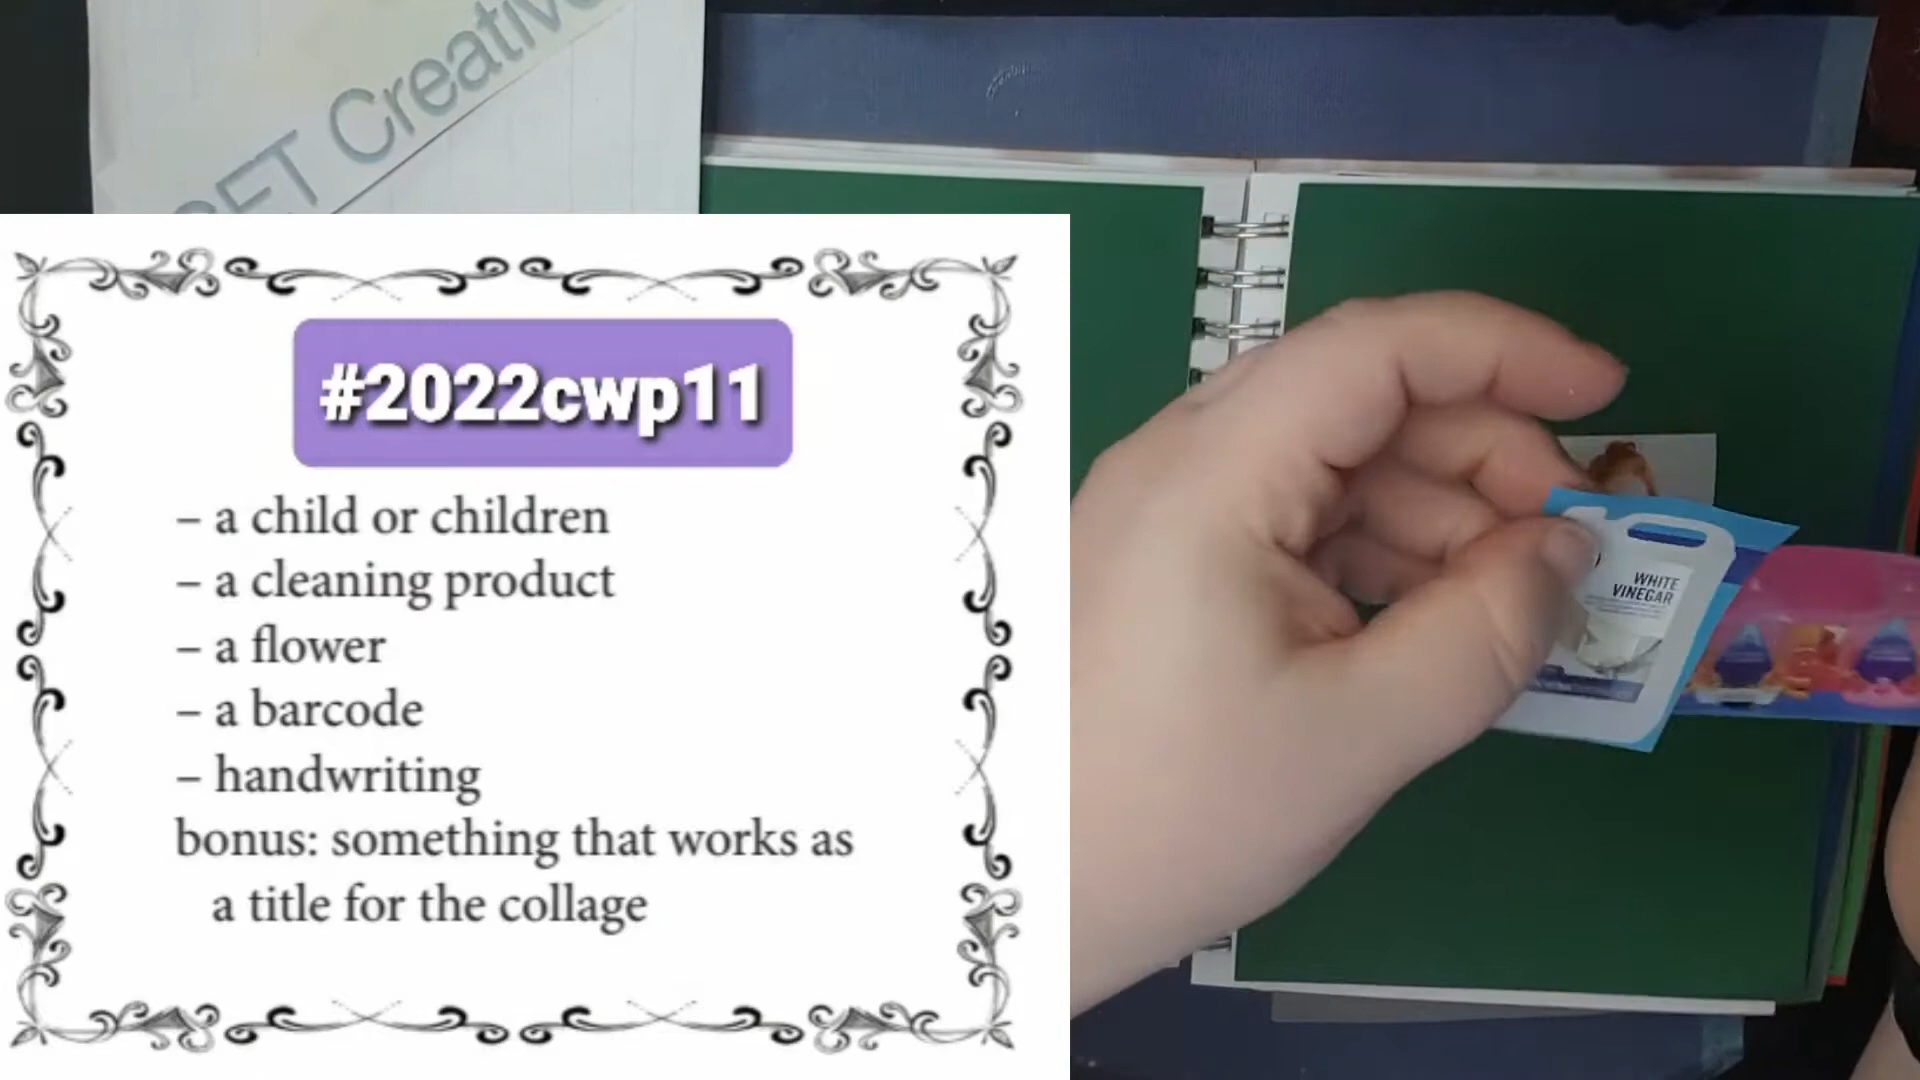 Creative
#2022cwp11
– a child or children
– a cleaning product
– a flower
– a barcode
– handwriting
bonus: something that works as
a title for the collage
WHITE
VINEGAR